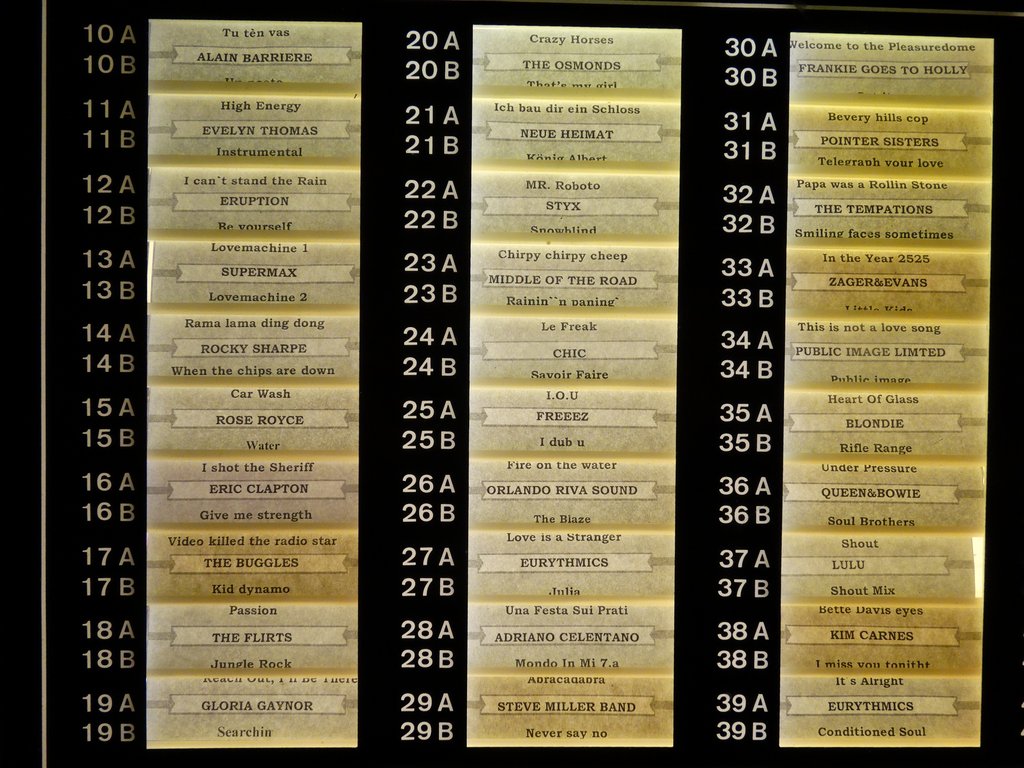 10 A
Tu tèn vas
10 B
ALAIN BARRIERE
11 A
High Energy
11 B
EVELYN THOMAS
Instrumental
12 A
I can`t stand the Rain
12 B
ERUPTION
Be yourself
13 A
Lovemachine 1
13 B
SUPERMAX
Lovemachine 2
14 A
Rama lama ding dong
14 B
ROCKY SHARPE
When the chips are down
15 A
Car Wash
15 B
ROSE ROYCE
Water
16 A
I shot the Sheriff
16 B
ERIC CLAPTON
Give me strength
17 A
Video killed the radio star
17 B
THE BUGGLES
Kid dynamo
18 A
Passion
18 B
THE FLIRTS
Jungle Rock
19 A
Reach Out, I'll Be There
19 B
GLORIA GAYNOR
Searchin
20 A
Crazy Horses
20 B
THE OSMONDS
That's my girl
21 A
Ich bau dir ein Schloss
21 B
NEUE HEIMAT
König Albert
22 A
MR. Roboto
22 B
STYX
Snowblind
23 A
Chirpy chirpy cheep
23 B
MIDDLE OF THE ROAD
Rainin``n paning`
24 A
Le Freak
24 B
CHIC
Savoir Faire
25 A
I.O.U
25 B
FREEEZ
I dub u
26 A
Fire on the water
26 B
ORLANDO RIVA SOUND
The Blaze
27 A
Love is a Stranger
27 B
EURYTHMICS
Julia
28 A
Una Festa Sui Prati
28 B
ADRIANO CELENTANO
Mondo In Mi 7.a
29 A
Abracadabra
29 B
STEVE MILLER BAND
Never say no
30 A
Welcome to the Pleasuredome
30 B
FRANKIE GOES TO HOLLY
31 A
Bevery hills cop
31 B
POINTER SISTERS
Telegraph your love
32 A
Papa was a Rollin Stone
32 B
THE TEMPATIONS
Smiling faces sometimes
33 A
In the Year 2525
33 B
ZAGER&EVANS
Little Kids
34 A
This is not a love song
34 B
PUBLIC IMAGE LIMTED
Public image
35 A
Heart Of Glass
35 B
BLONDIE
Rifle Range
36 A
Under Pressure
36 B
QUEEN&BOWIE
Soul Brothers
37 A
Shout
37 B
LULU
Shout Mix
38 A
Bette Davis eyes
38 B
KIM CARNES
I miss you tonitht
39 A
It s Alright
39 B
EURYTHMICS
Conditioned Soul